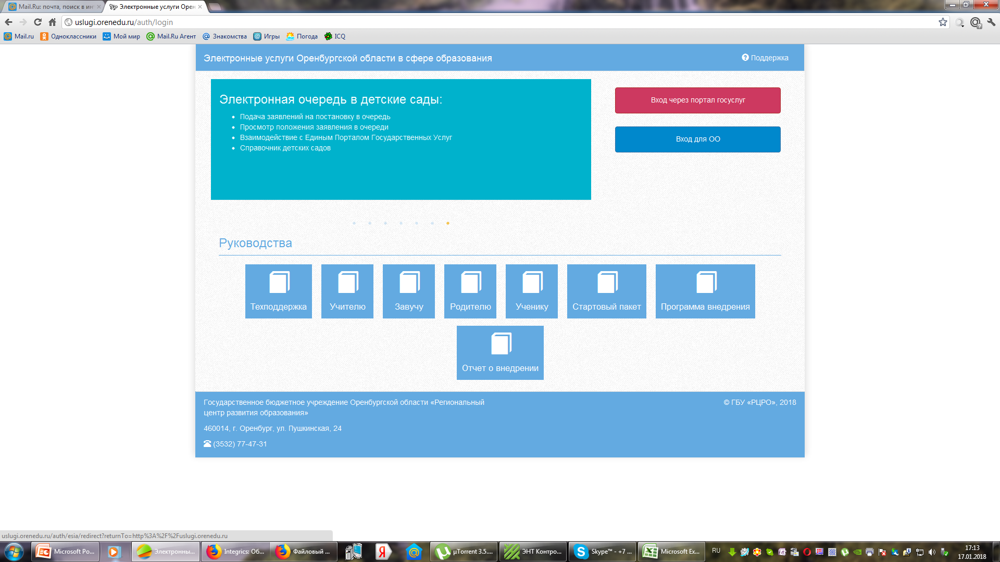 Mail.Ru: почта, поиск в ин
Электронные услуги Орен
uslugi.orenedu.ru/auth/login
Mail.ru
Одноклассники
Мой мир
Mail.Ru Агент
Знакомства
Игры
Погода
ICQ
Электронные услуги Оренбургской области в сфере образования
Поддержка
Электронная очередь в детские сады:
Подача заявлений на постановку в очередь
Просмотр положения заявления в очереди
Взаимодействие с Единым Порталом Государственных Услуг
Справочник детских садов
Вход через портал госуслуг
Вход для ОО
Руководства
Техподдержка
Учителю
Завучу
Родителю
Ученику
Стартовый пакет
Программа внедрения
Отчет о внедрении
Государственное бюджетное учреждение Оренбургской области «Региональный
центр развития образования»
460014, г. Оренбург, ул. Пушкинская, 24
(3532) 77-47-31
© ГБУ «РЦРО», 2018
uslugi.orenedu.ru/auth/esia/redirect?returnTo=http%3A%2F%2Fuslugi.orenedu.ru
Microsoft Po...
Электронны...
Integrics: Об...
Файловый ...
µTorrent 3.5....
ЭНТ Контро...
Skype™ - +7 ...
Microsoft Ex...
RU
17:13
17.01.2018